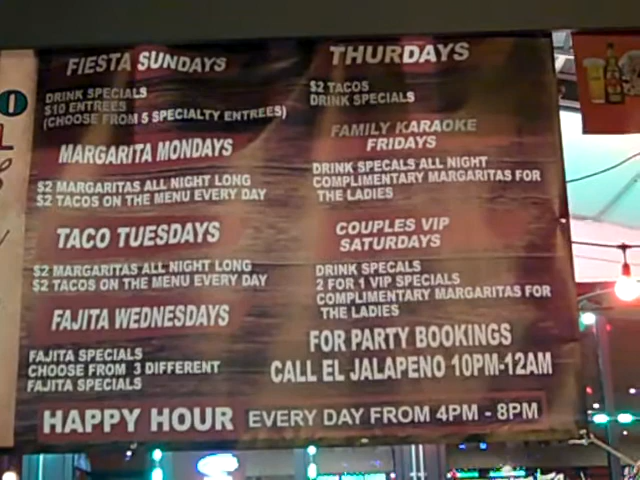 FIESTA SUNDAYS
DRINK SPECIALS
$10 ENTREES
(CHOOSE FROM 5 SPECIALTY ENTREES)
MARGARITA MONDAYS
$2 MARGARITAS ALL NIGHT LONG
$2 TACOS ON THE MENU EVERY DAY
TACO TUESDAYS
$2 MARGARITAS ALL NIGHT LONG
$2 TACOS ON THE MENU EVERY DAY
FAJITA WEDNESDAYS
FAJITA SPECIALS
CHOOSE FROM 3 DIFFERENT
FAJITA SPECIALS
THURDAYS
$2 TACOS
DRINK SPECIALS
FAMILY KARAOKE
FRIDAYS
DRINK SPECALS ALL NIGHT
COMPLIMENTARY MARGARITAS FOR
THE LADIES
COUPLES VIP
SATURDAYS
DRINK SPECALS
2 FOR 1 VIP SPECIALS
COMPLIMENTARY MARGARITAS FOR
THE LADIES
FOR PARTY BOOKINGS
CALL EL JALAPENO 10PM-12AM
HAPPY HOUR EVERY DAY FROM 4PM - 8PM